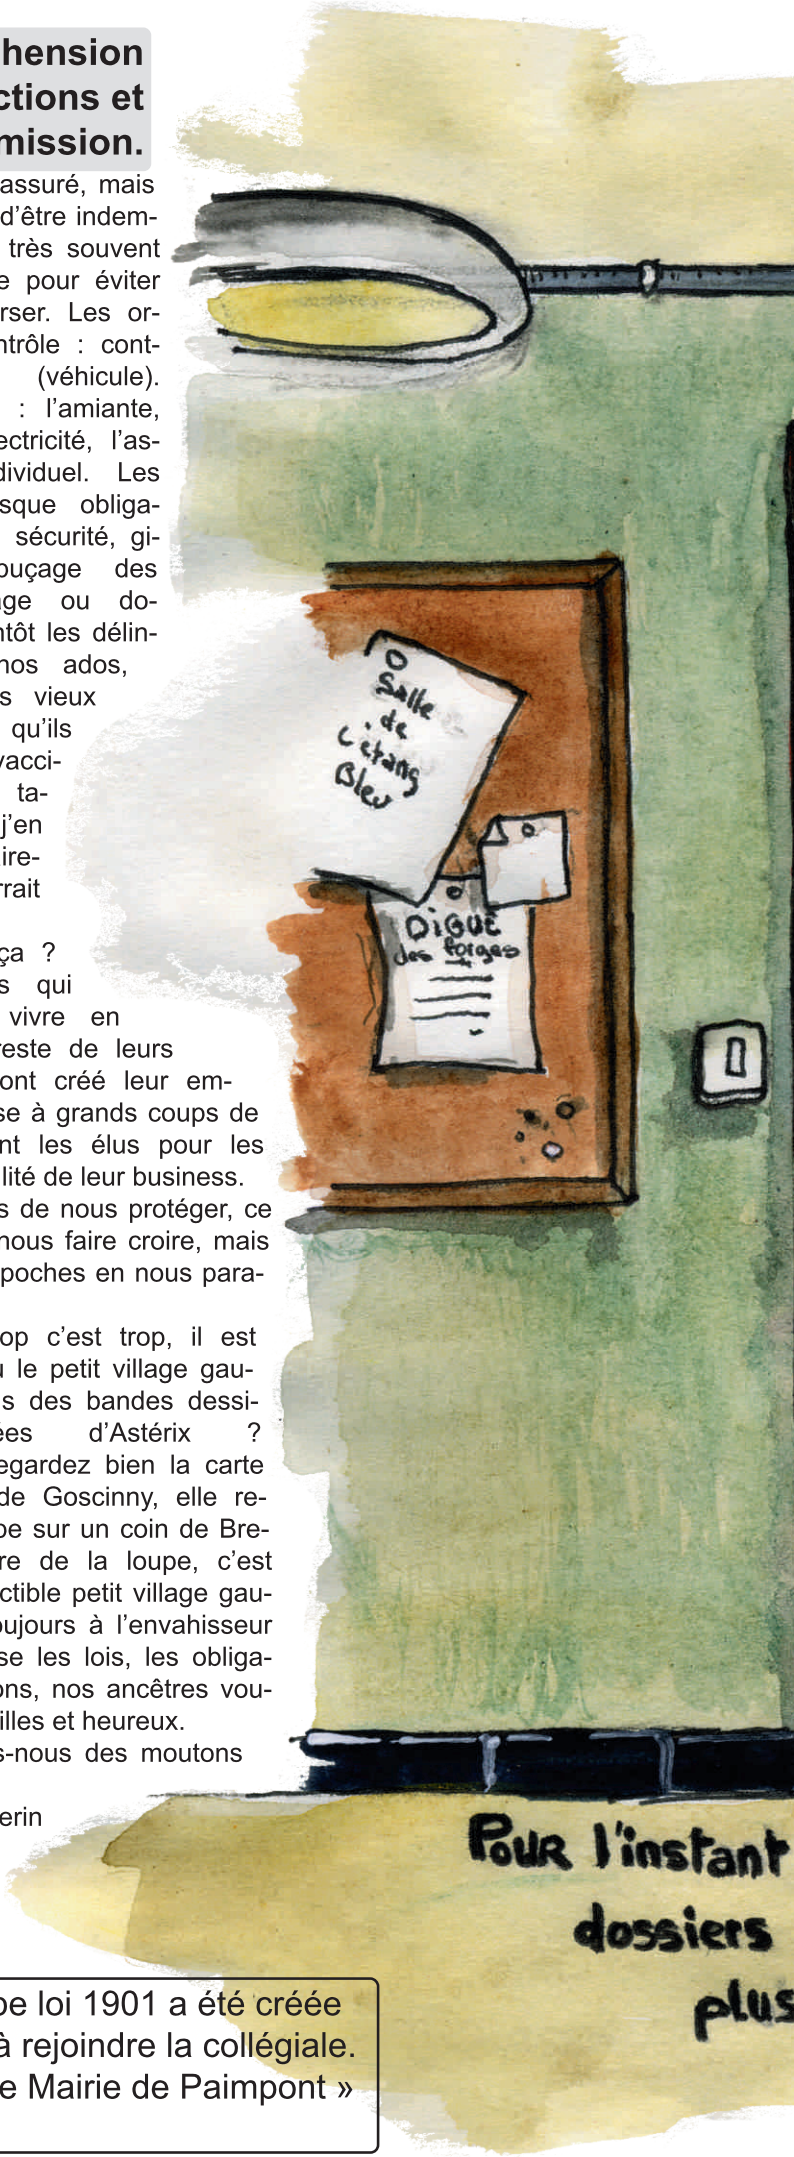 hension
ctions et
mission.
assuré, mais
d'être indem-
très souvent
e pour éviter
rser. Les or-
ntrôle : cont-
(véhicule).
: l'amiante,
ectricité, l'as-
dividuel. Les
sque obliga-
sécurité, gi-
ouçage des
age ou do-
ntôt les délin-
nos ados,
s vieux
qu'ils
vacci-
ta-
j'en
ire-
rrait
ça ?
s qui
vivre en
reste de leurs
ont créé leur em-
se à grands coups de
nt les élus pour les
lité de leur business.
s de nous protéger, ce
nous faire croire, mais
poches en nous para-
op c'est trop, il est
u le petit village gau-
s des bandes dessi-
ées d'Astérix ?
egardez bien la carte
de Goscinny, elle re-
pe sur un coin de Bre-
re de la loupe, c'est
ctible petit village gau-
oujours à l'envahisseur
se les lois, les obliga-
ons, nos ancêtres vou-
illes et heureux.
s-nous des moutons
erin
Salle
de
L'étang
Bleu
DiGUE
des forges
Pour l'instant
dossiers
plus
pe loi 1901 a été créée
à rejoindre la collégiale.
e Mairie de Paimpont »